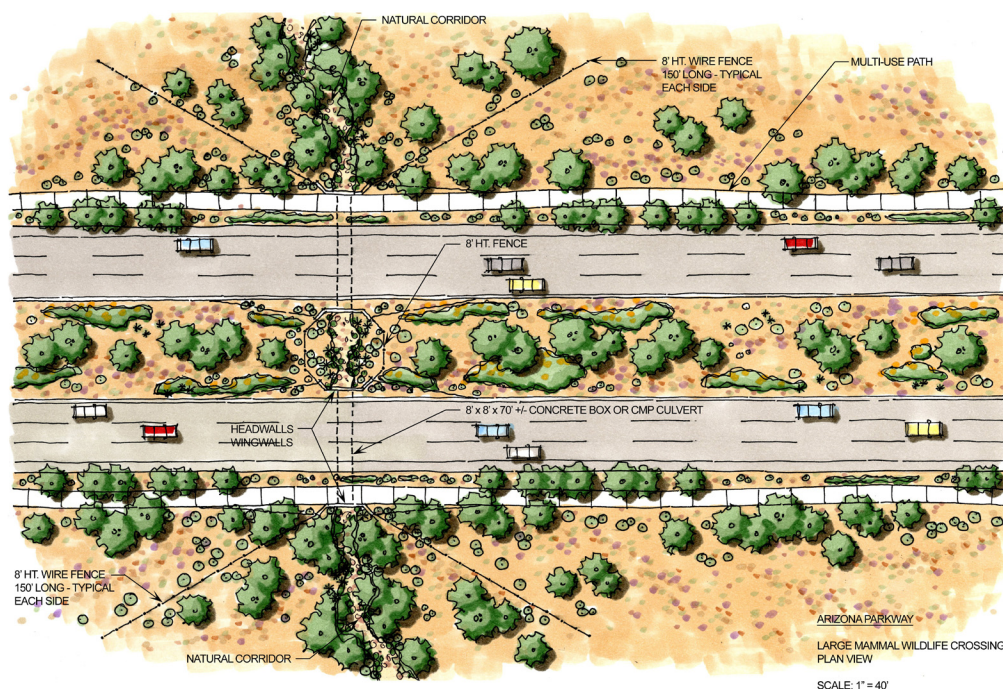 NATURAL CORRIDOR
8' HT. WIRE FENCE
150' LONG - TYPICAL
EACH SIDE
MULTI-USE PATH
8' HT. FENCE
8' x 8' x 70' +/- CONCRETE BOX OR CMP CULVERT
HEADWALLS
WINGWALLS
8' HT. WIRE FENCE
150' LONG - TYPICAL
EACH SIDE
NATURAL CORRIDOR
ARIZONA PARKWAY
LARGE MAMMAL WILDLIFE CROSSING
PLAN VIEW
SCALE: 1" = 40'